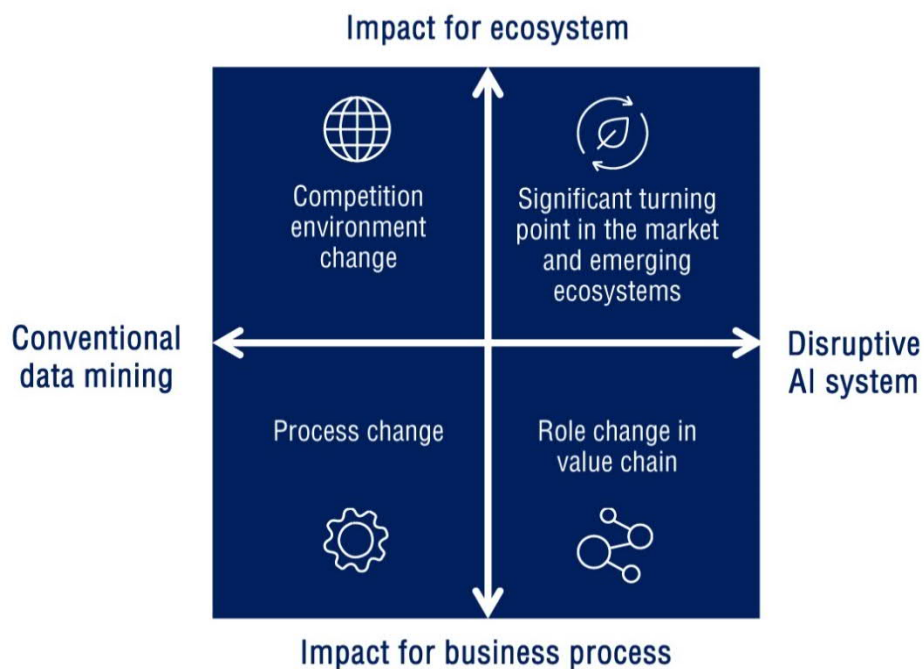 Impact for ecosystem
Competition
environment
change
Significant turning
point in the market
and emerging
ecosystems
Conventional
data mining
Disruptive
AI system
Process change
Role change in
value chain
Impact for business process